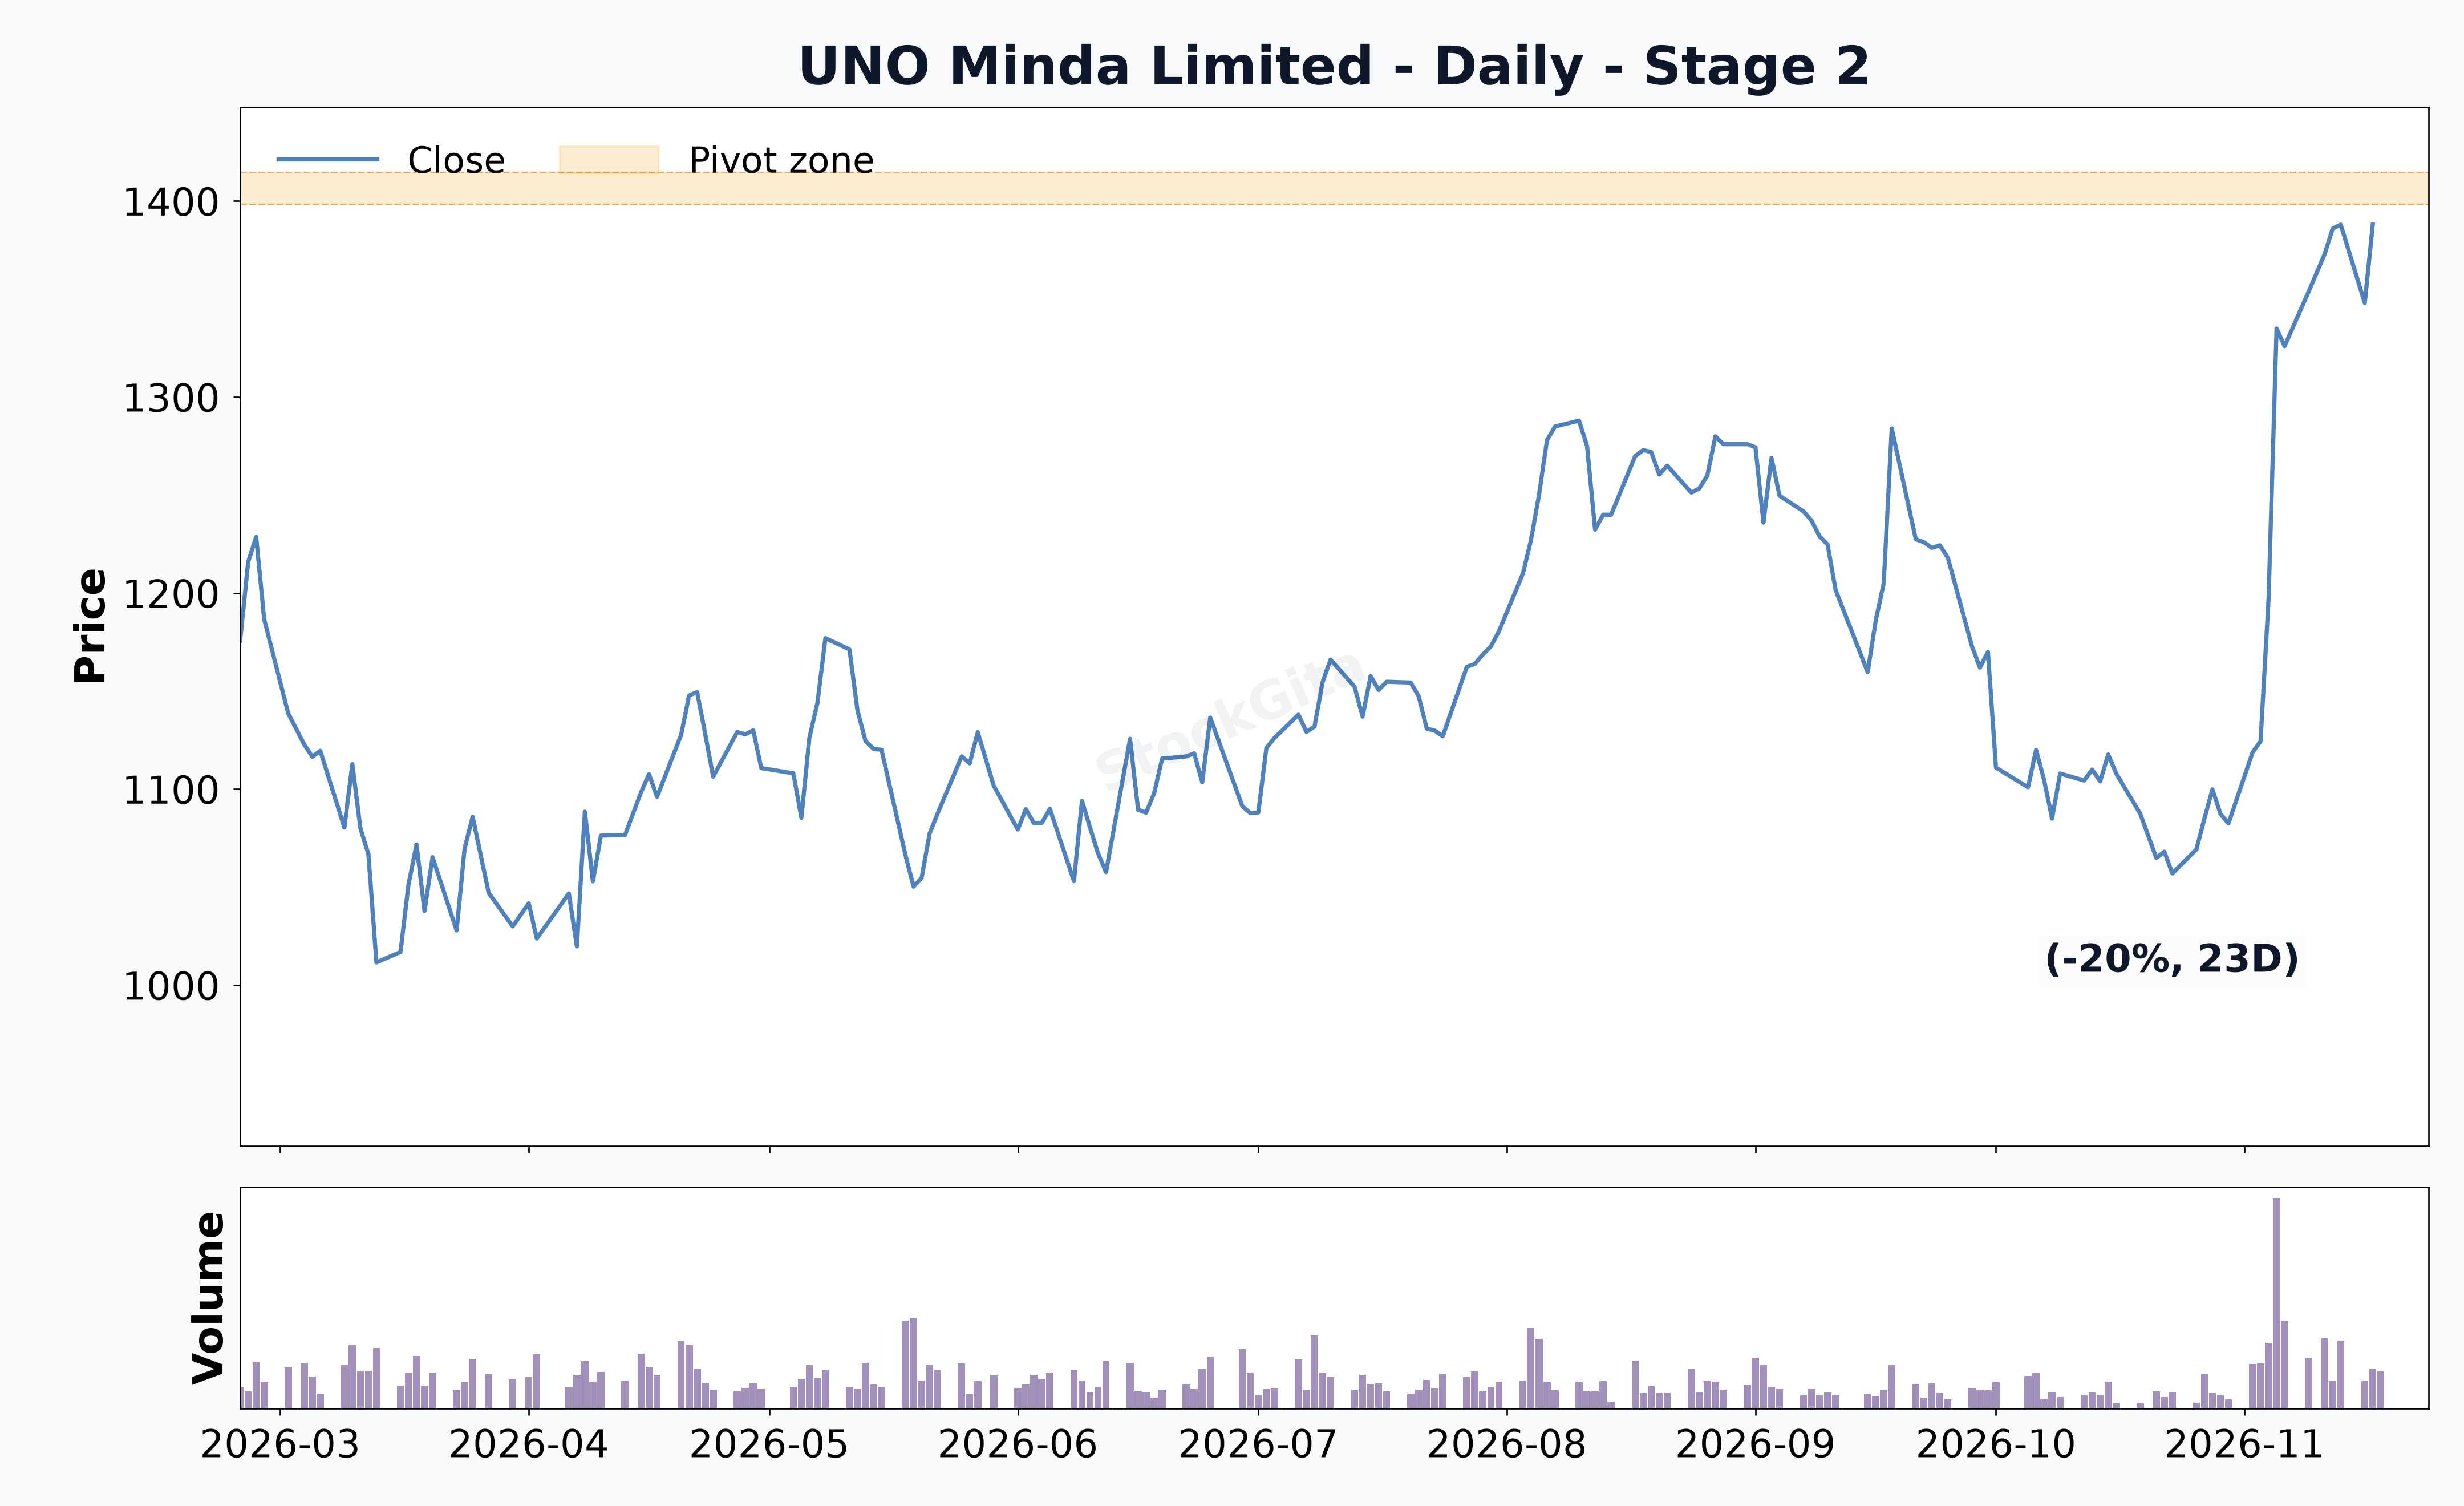 UNO Minda Limited - Daily - Stage 2
Close
Pivot zone
1400
1300
1200
1100
1000
Price
StockGita
(-20%, 23D)
Volume
2026-03
2026-04
2026-05
2026-06
2026-07
2026-08
2026-09
2026-10
2026-11